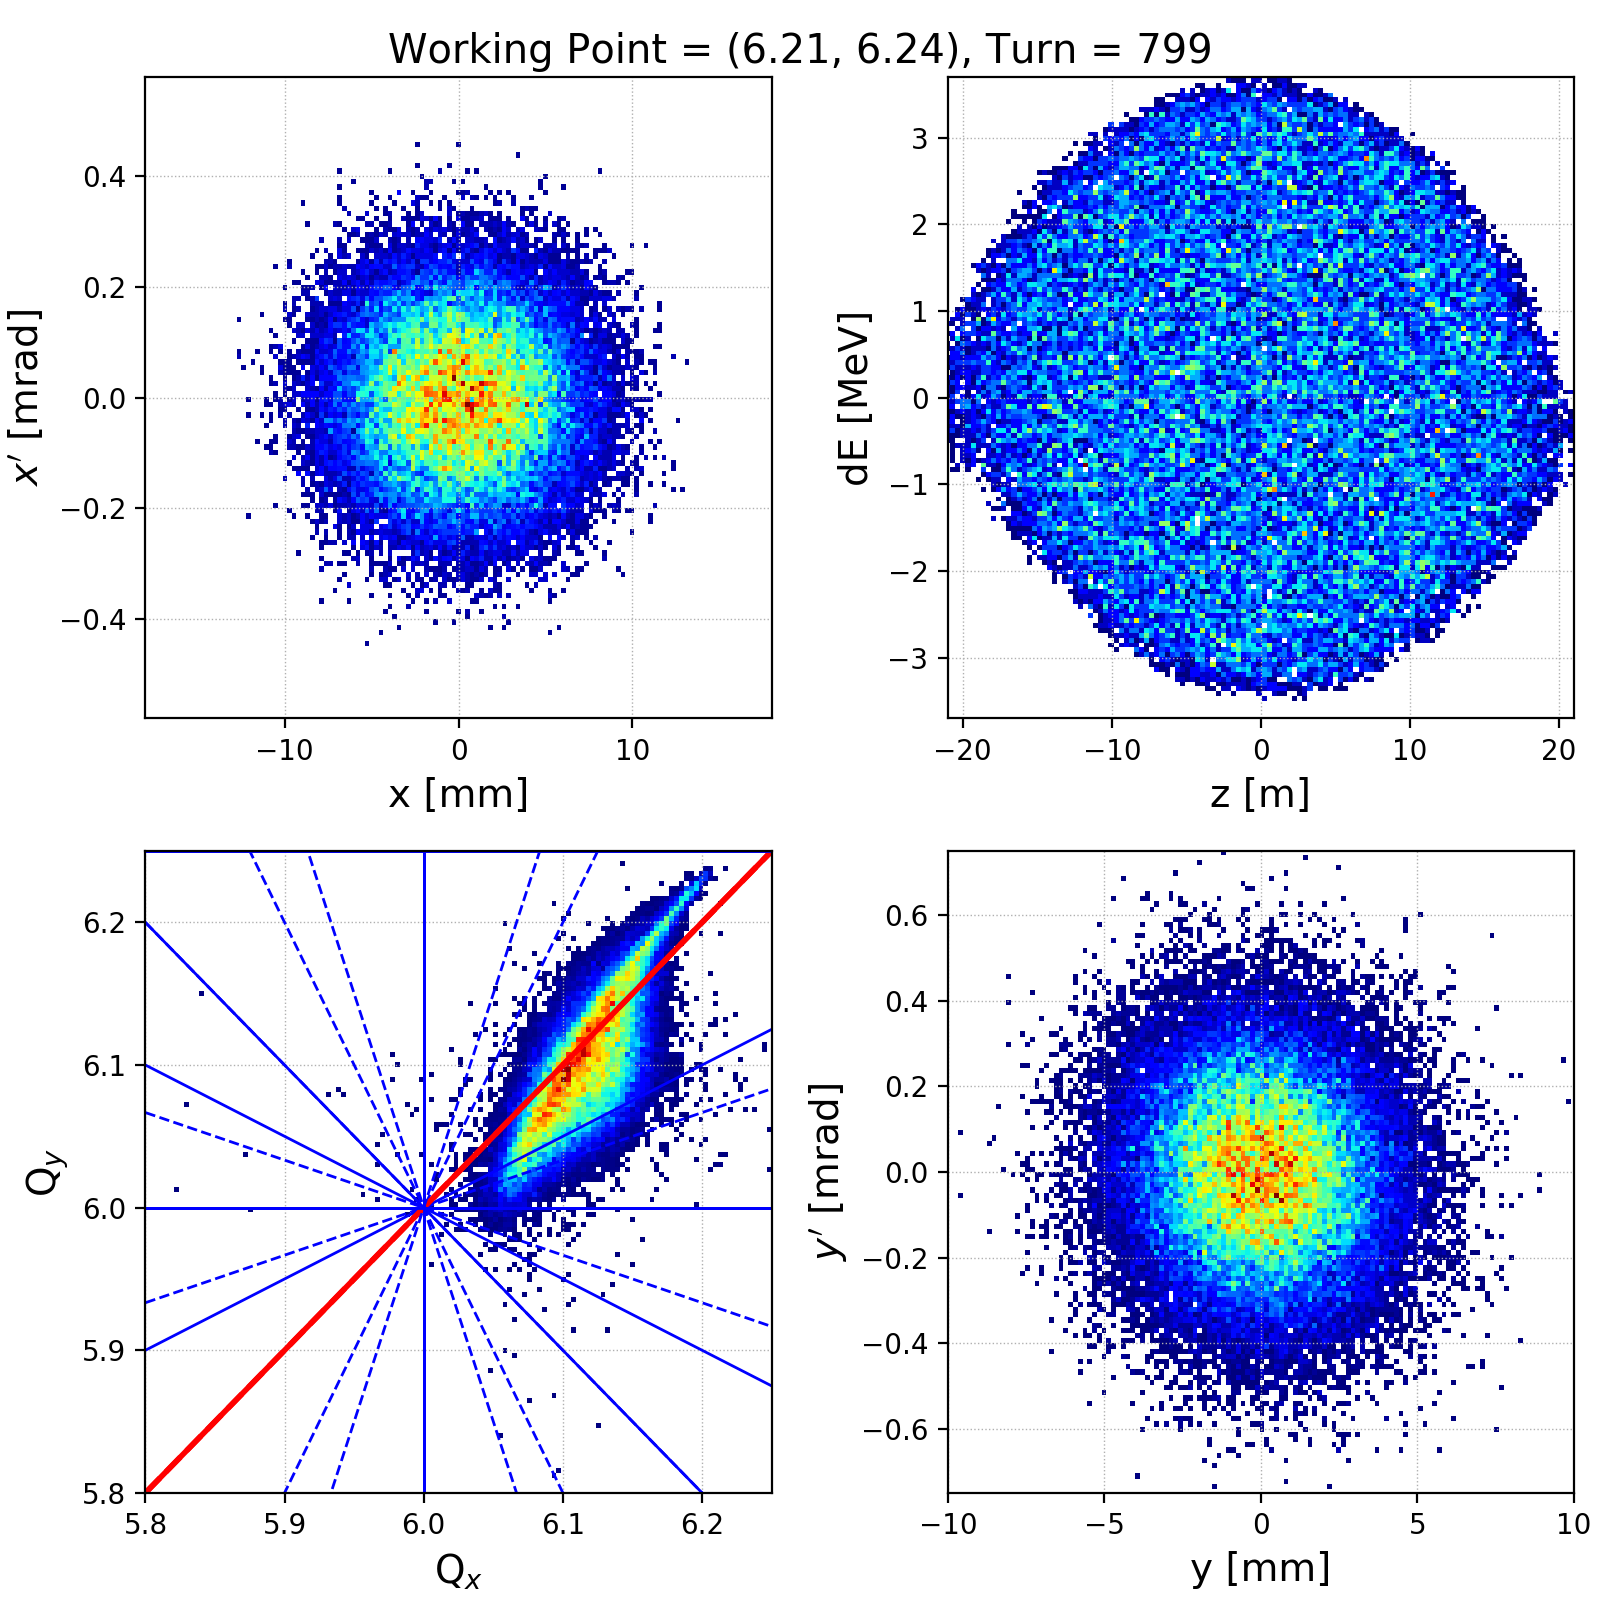 Working Point = (6.21, 6.24), Turn = 799
0.4
0.2
0.0
−0.2
−0.4
x′ [mrad]
−10 0 10
x [mm]
3
2
1
0
−1
−2
−3
dE [MeV]
−20 −10 0 10 20
z [m]
6.2
6.1
6.0
5.9
5.8
Qy
5.8 5.9 6.0 6.1 6.2
Qx
0.6
0.4
0.2
0.0
−0.2
−0.4
−0.6
y′ [mrad]
−10 −5 0 5 10
y [mm]